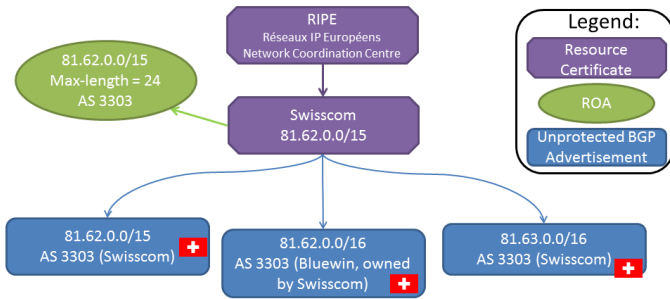 RIPE
Réseaux IP Européens
Network Coordination Centre
81.62.0.0/15
Max-length = 24
AS 3303
Swisscom
81.62.0.0/15
Legend:
Resource
Certificate
ROA
Unprotected BGP
Advertisement
81.62.0.0/15
AS 3303 (Swisscom)
81.62.0.0/16
AS 3303 (Bluewin, owned
by Swisscom)
81.63.0.0/16
AS 3303 (Swisscom)